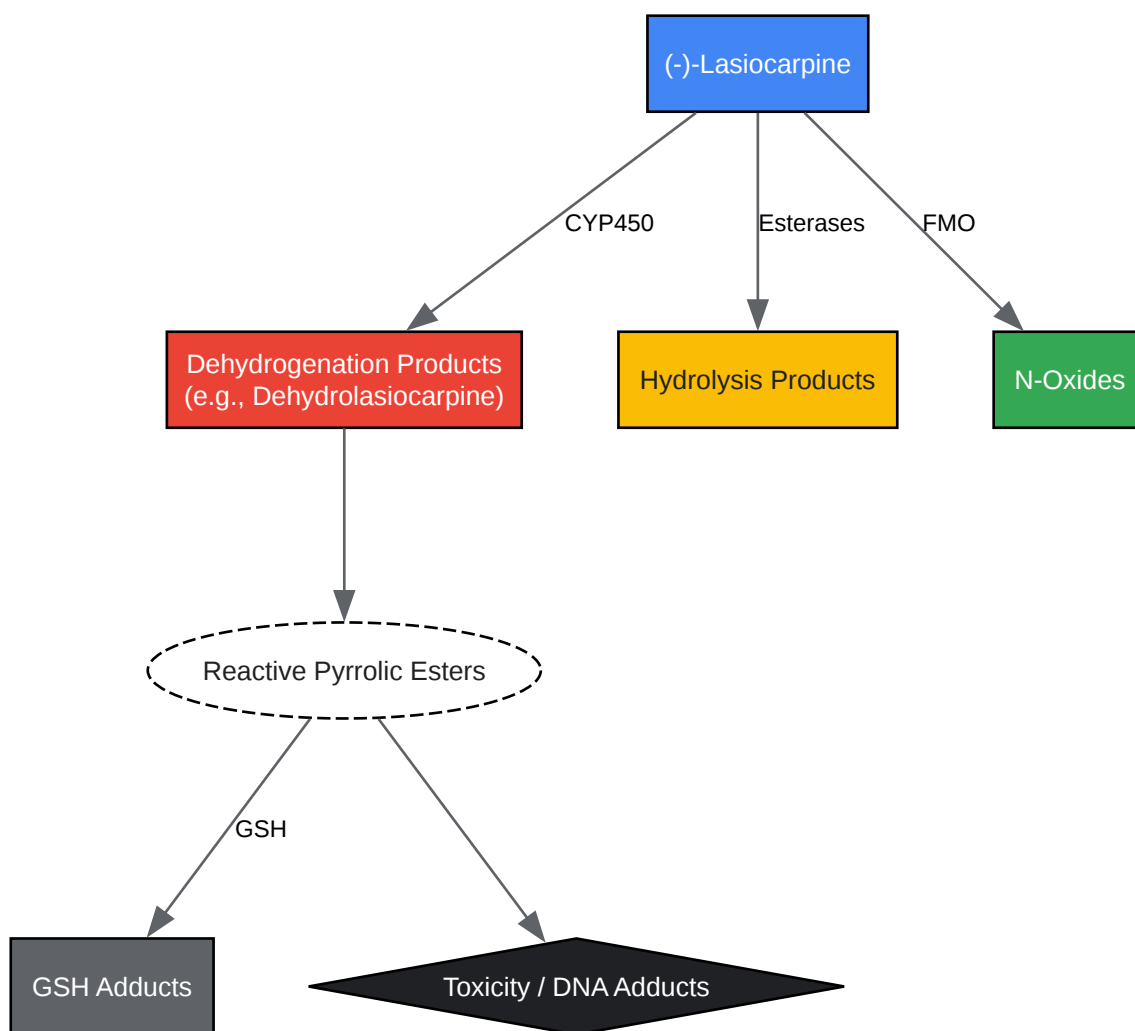 (-)-Lasiocarpine
CYP450
Esterases
FMO
Dehydrogenation Products
(e.g., Dehydrolasiocarpine)
Hydrolysis Products
N-Oxides
Reactive Pyrrolic Esters
GSH
GSH Adducts
Toxicity / DNA Adducts